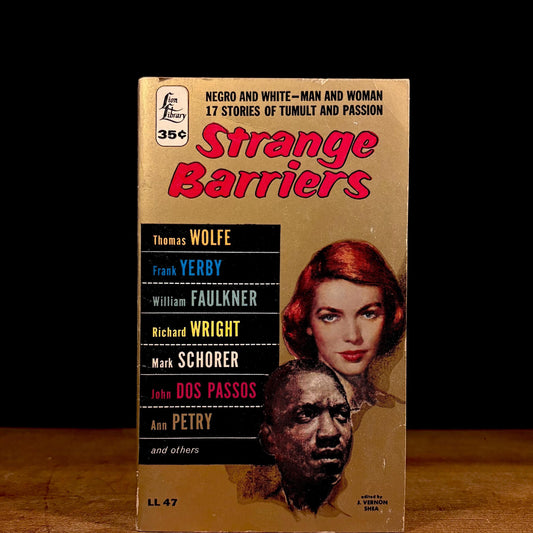 Lion
Library
35¢
NEGRO AND WHITE—MAN AND WOMAN
17 STORIES OF TUMULT AND PASSION
Strange
Barriers
Thomas WOLFE
Frank YERBY
William FAULKNER
Richard WRIGHT
Mark SCHORER
John DOS PASSOS
Ann PETRY
and others
LL 47
edited by
J. VERNON
SHEA